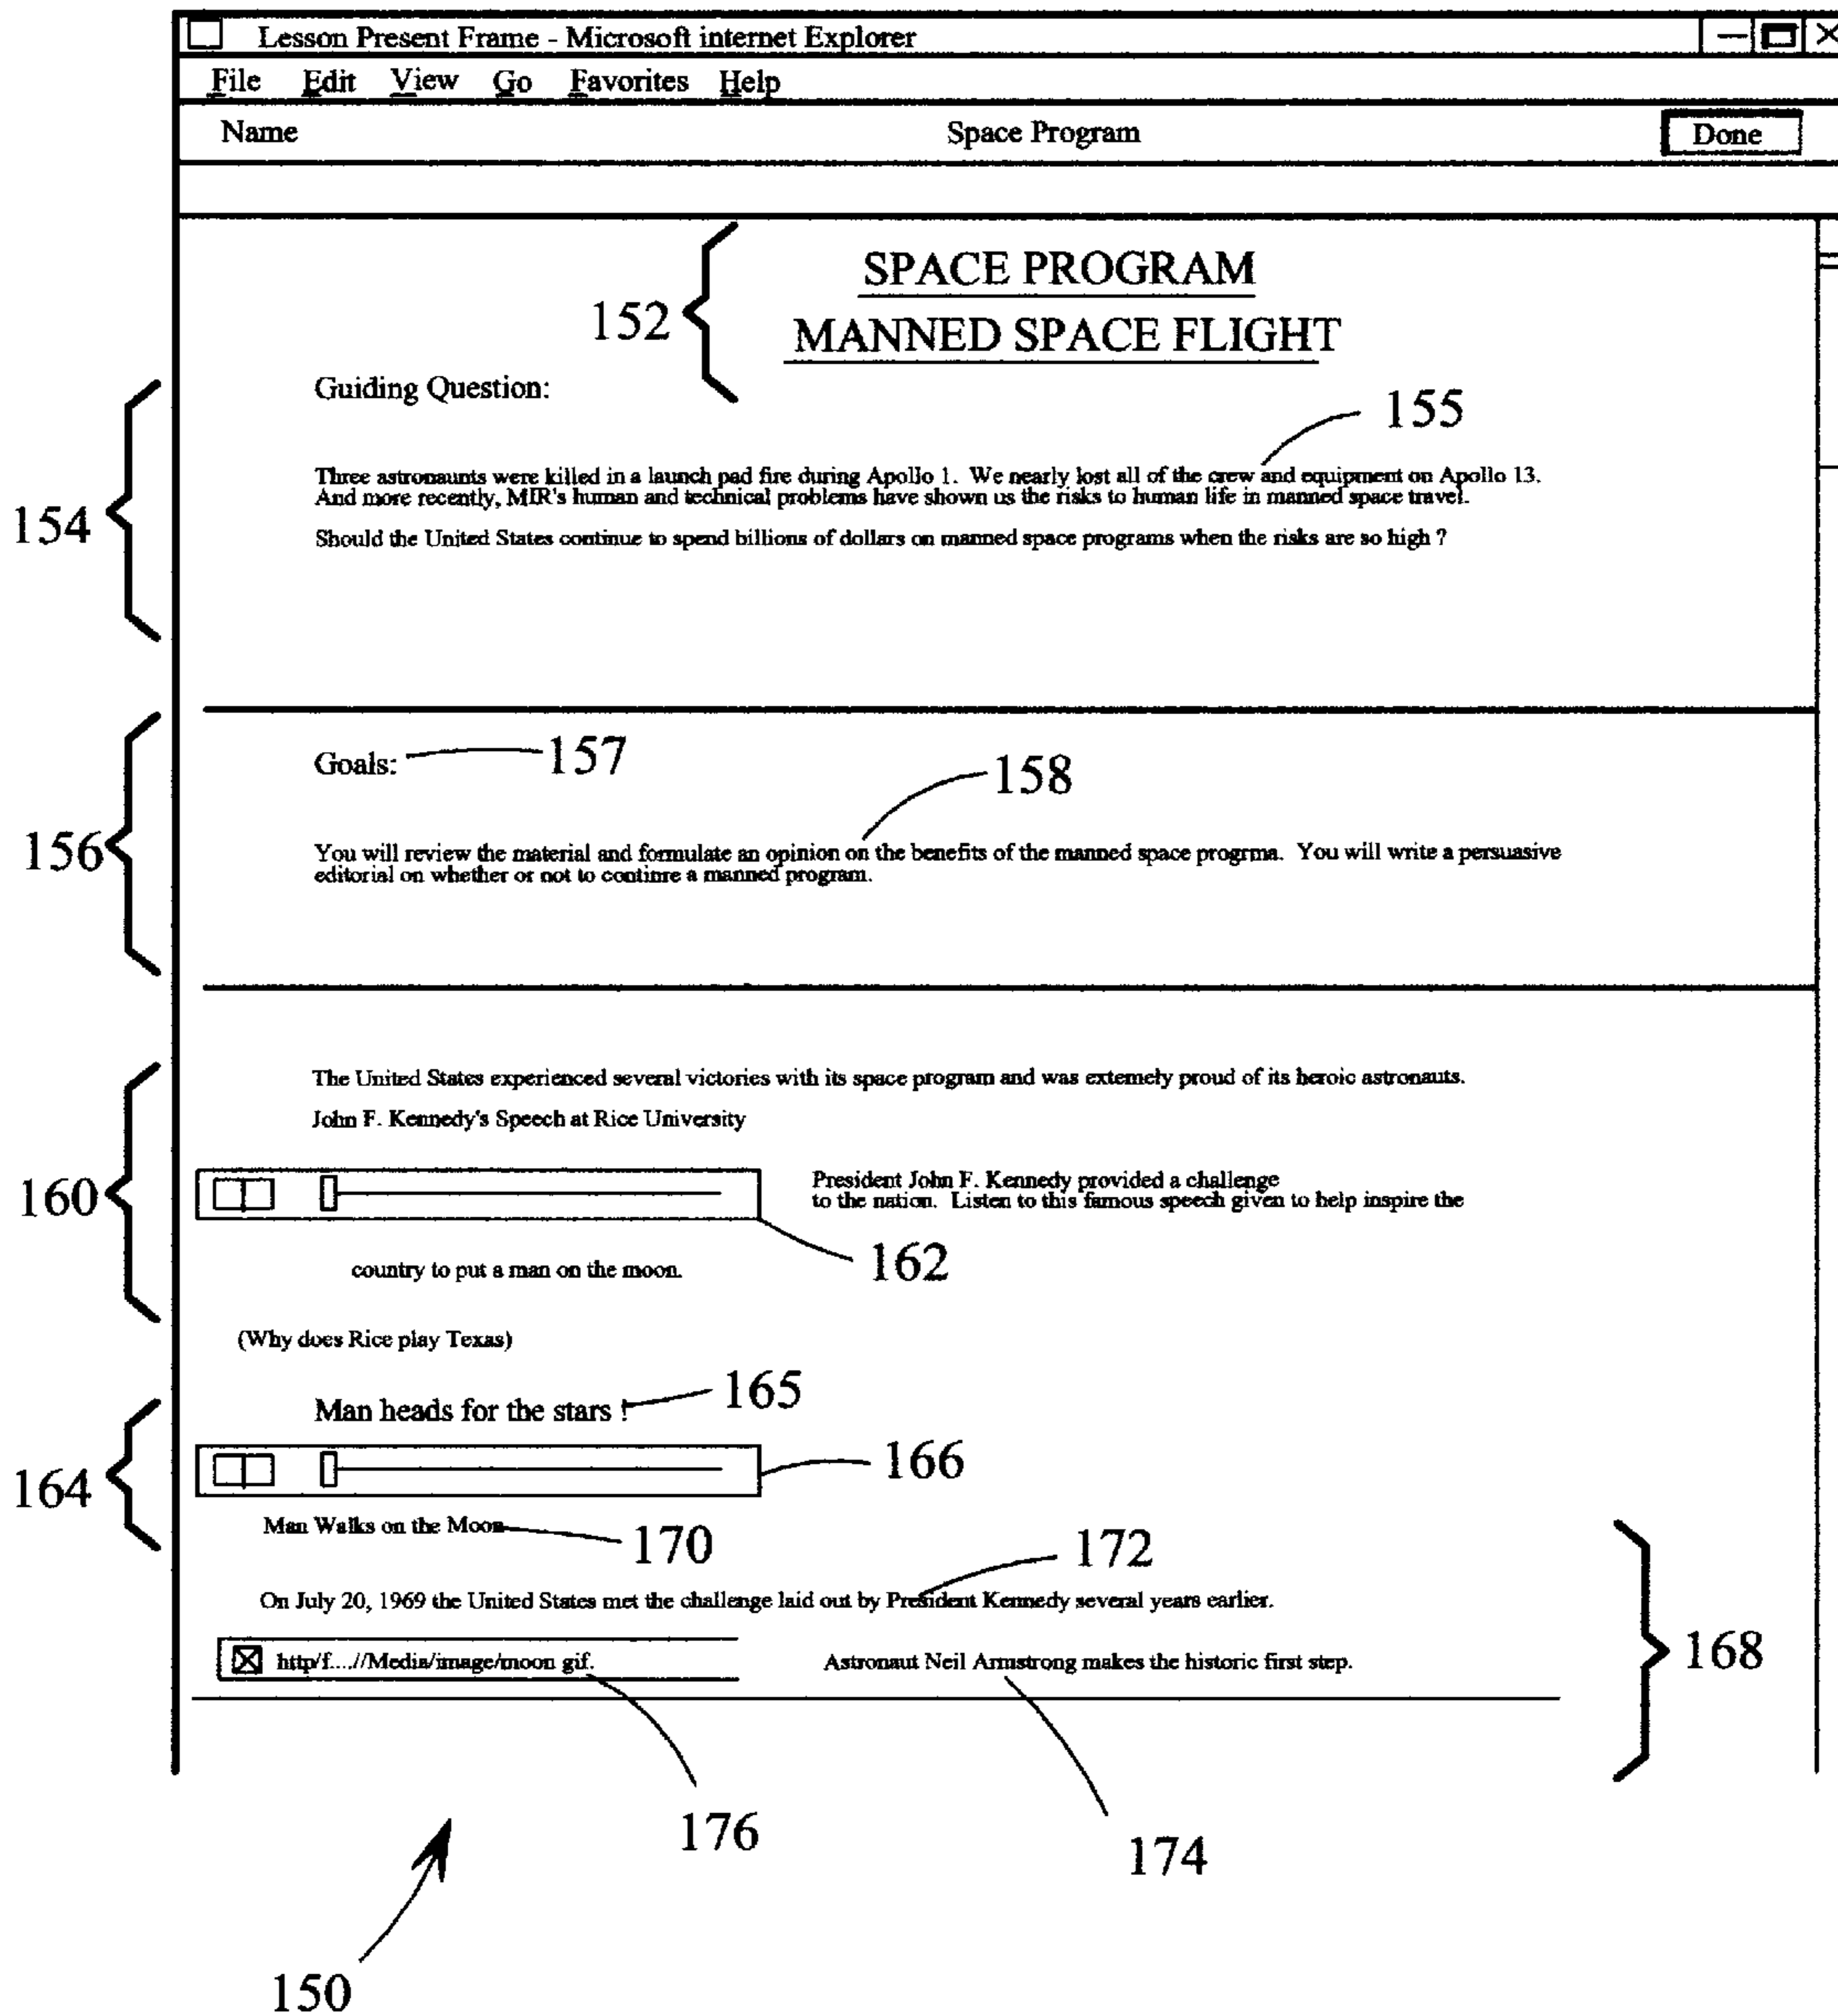 Lesson Present Frame - Microsoft internet Explorer
File Edit View Go Favorites Help
Name Space Program Done
SPACE PROGRAM
152
MANNED SPACE FLIGHT
Guiding Question:
155
Three astronaunts were killed in a launch pad fire during Apollo 1. We nearly lost all of the crew and equipment on Apollo 13.
And more recently, MIR's human and technical problems have shown us the risks to human life in manned space travel.
154
Should the United States continue to spend billions of dollars on manned space programs when the risks are so high ?
Goals: 157
158
156
You will review the material and formulate an opinion on the benefits of the manned space progrma. You will write a persuasive
editorial on whether or not to continre a manned program.
The United States experienced several victories with its space program and was extemely proud of its heroic astronauts.
John F. Kennedy's Speech at Rice University
160
President John F. Kennedy provided a challenge
to the nation. Listen to this famous speech given to help inspire the
162
country to put a man on the moon.
(Why does Rice play Texas)
165
Man heads for the stars !
164
166
Man Walks on the Moon
170
172
On July 20, 1969 the United States met the challenge laid out by President Kennedy several years earlier.
http/f....//Media/image/moon gif. Astronaut Neil Armstrong makes the historic first step.
168
176
174
150